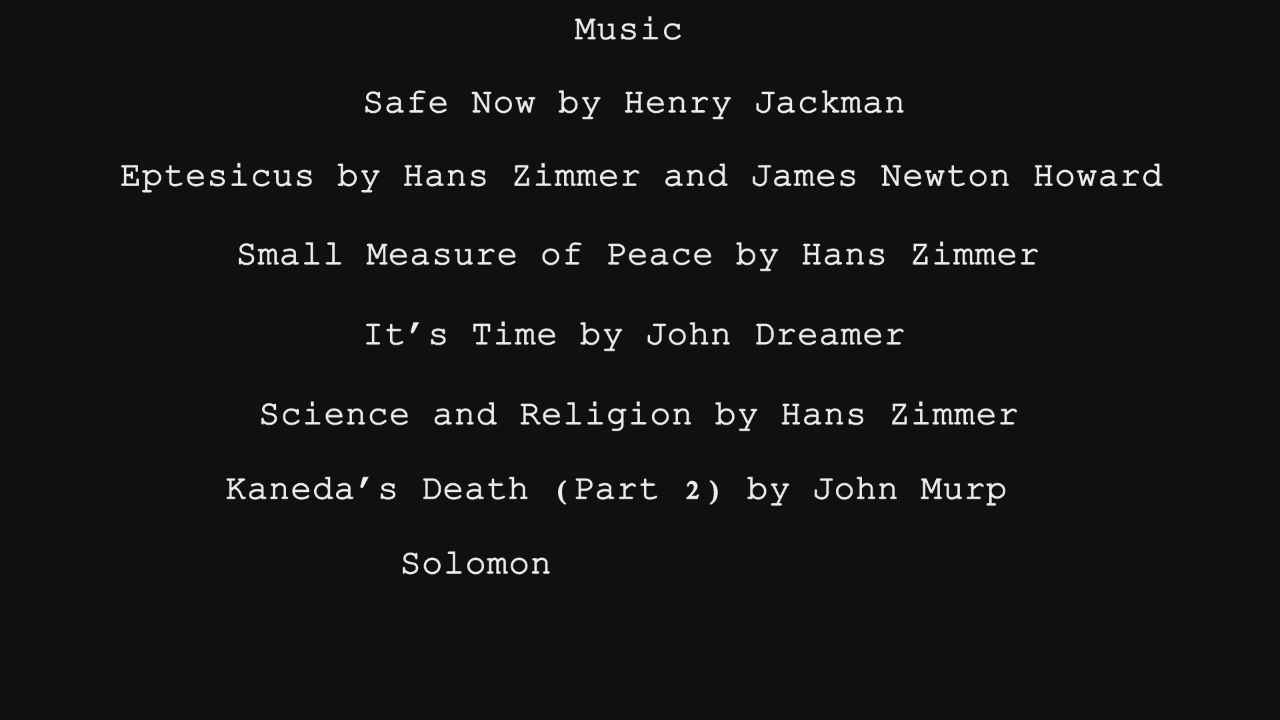 Music
Safe Now by Henry Jackman
Eptesicus by Hans Zimmer and James Newton Howard
Small Measure of Peace by Hans Zimmer
It’s Time by John Dreamer
Science and Religion by Hans Zimmer
Kaneda’s Death (Part 2) by John Murp
Solomon